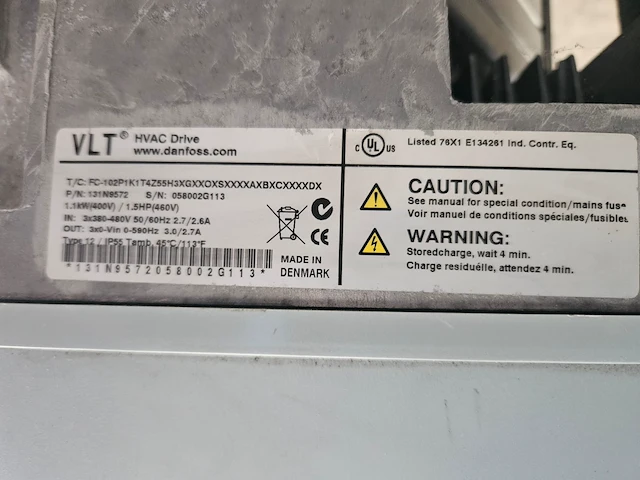 VLT® HVAC Drive
www.danfoss.com
T/C: FC-102P1K1T4Z55H3XGXXOXSXXXXAXBXCXXXXDX
P/N: 131N9572 S/N: 058002G113
1.1kW(400V) / 1.5HP(460V)
IN: 3x380-480V 50/60Hz 2.7/2.6A
OUT: 3x0-Vin 0-590Hz 3.0/2.7A
Type 12 / IP55 Temp. 45°C/113°F
*131N9572058002G113*
CE
MADE IN
DENMARK
C UL US
Listed 76X1 E134261 Ind. Contr. Eq.
CAUTION:
See manual for special condition/mains fus
Voir manuel de conditions spéciales/fusibles
WARNING:
Storedcharge, wait 4 min.
Charge residuélle, attendez 4 min.